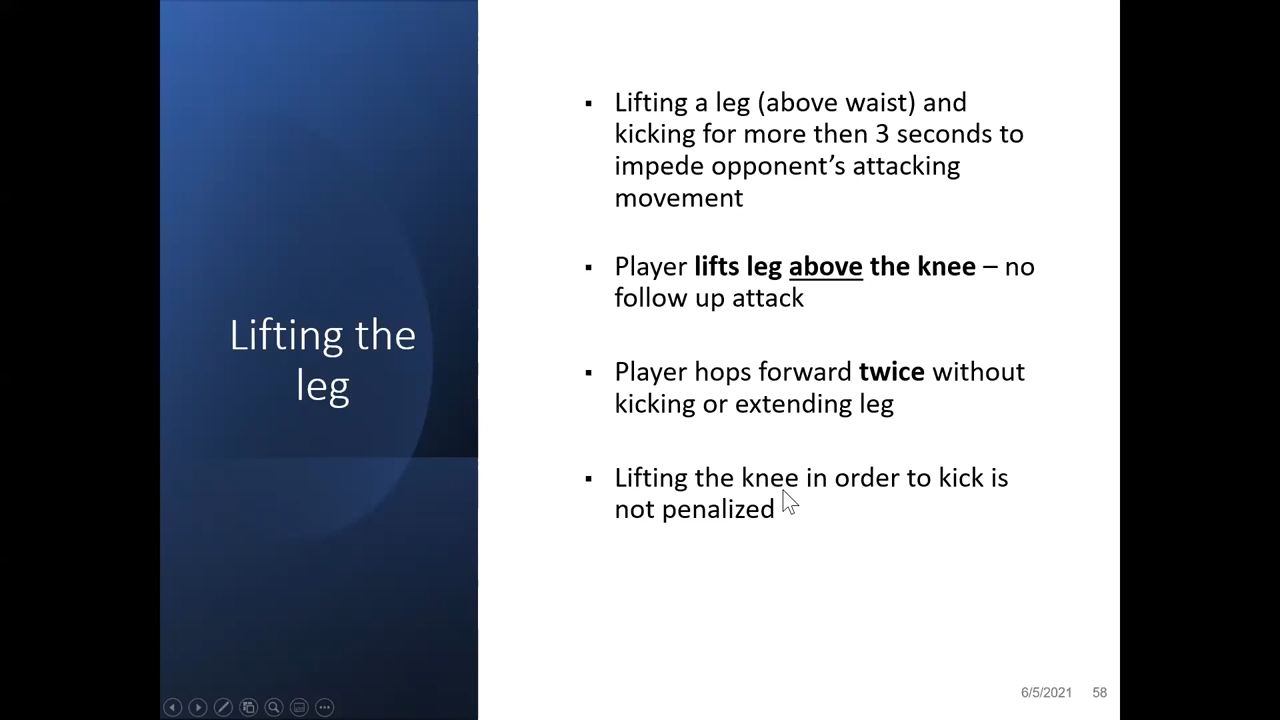 Lifting the
leg
▪ Lifting a leg (above waist) and
kicking for more then 3 seconds to
impede opponent’s attacking
movement
▪ Player lifts leg above the knee – no
follow up attack
▪ Player hops forward twice without
kicking or extending leg
▪ Lifting the knee in order to kick is
not penalized
6/5/2021 58